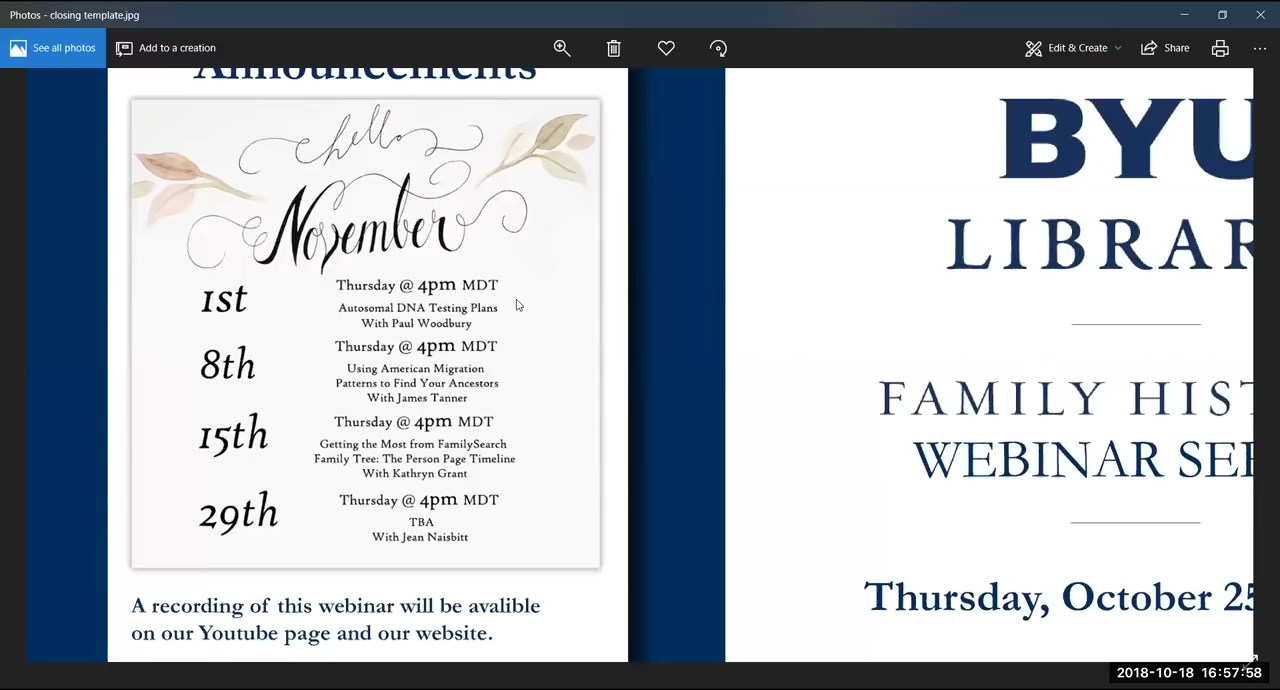 Photos - closing template.jpg
See all photos
Add to a creation
Edit & Create
Share
Announcements
hello
November
1st
Thursday @ 4pm MDT
Autosomal DNA Testing Plans
With Paul Woodbury
8th
Thursday @ 4pm MDT
Using American Migration
Patterns to Find Your Ancestors
With James Tanner
15th
Thursday @ 4pm MDT
Getting the Most from FamilySearch
Family Tree: The Person Page Timeline
With Kathryn Grant
29th
Thursday @ 4pm MDT
TBA
With Jean Naisbitt
A recording of this webinar will be avalible
on our Youtube page and our website.
BYU
LIBRAR
FAMILY HIST
WEBINAR SE
Thursday, October 25
2018-10-18 16:57:58